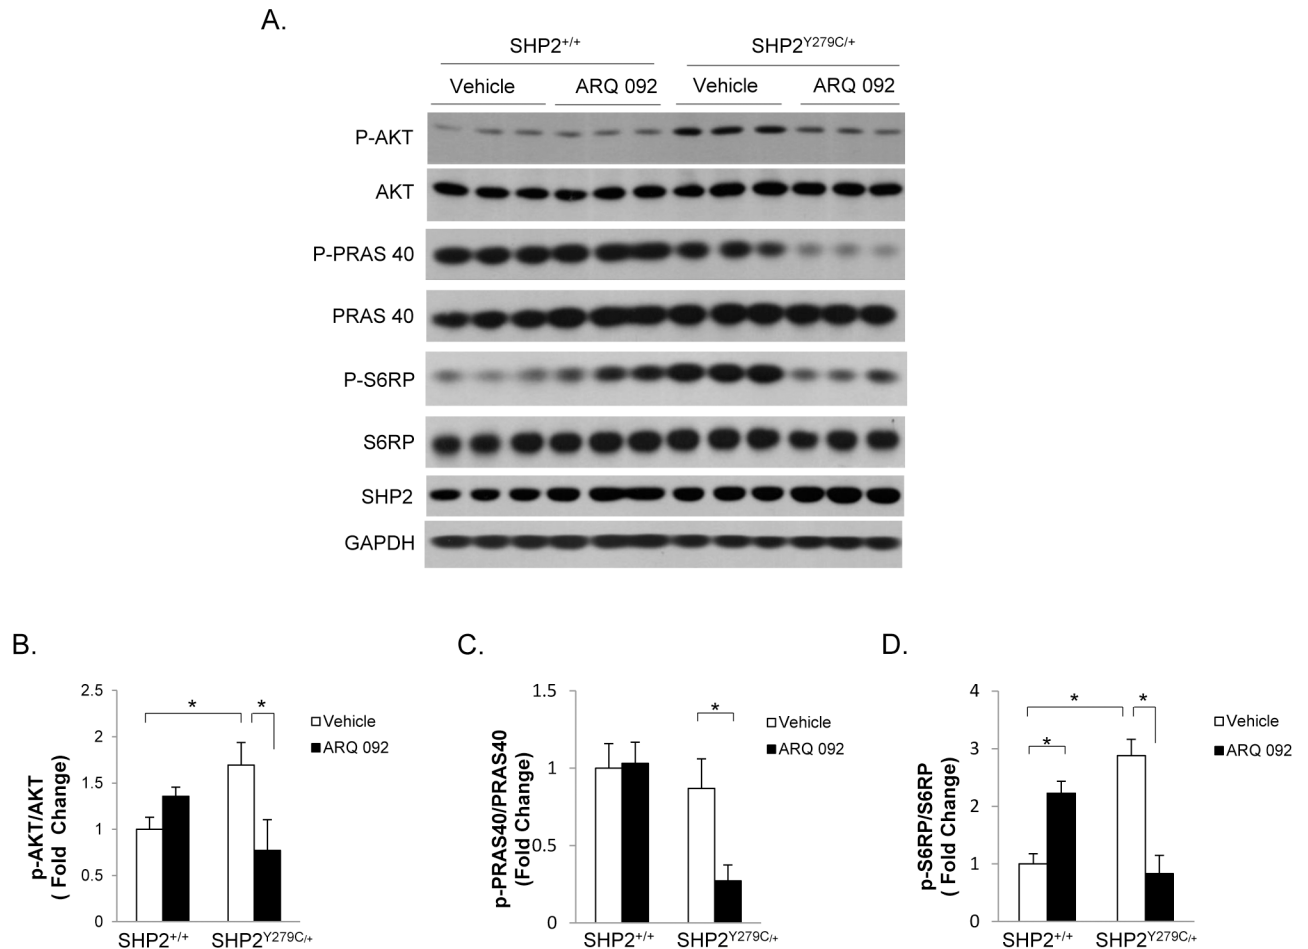 A.
SHP2+/+ SHP2Y279C/+
Vehicle ARQ 092 Vehicle ARQ 092
P-AKT
AKT
P-PRAS 40
PRAS 40
P-S6RP
S6RP
SHP2
GAPDH
B.
p-AKT/AKT
( Fold Change)
2.5
2
1.5
1
0.5
0
* *
Vehicle
ARQ 092
SHP2+/+ SHP2Y279C/+
C.
p-PRAS40/PRAS40
(Fold Change)
1.5
1
0.5
0
*
Vehicle
ARQ 092
SHP2+/+ SHP2Y279C/+
D.
p-S6RP/S6RP
( Fold Change)
4
3
2
1
0
* *
*
Vehicle
ARQ 092
SHP2+/+ SHP2Y279C/+